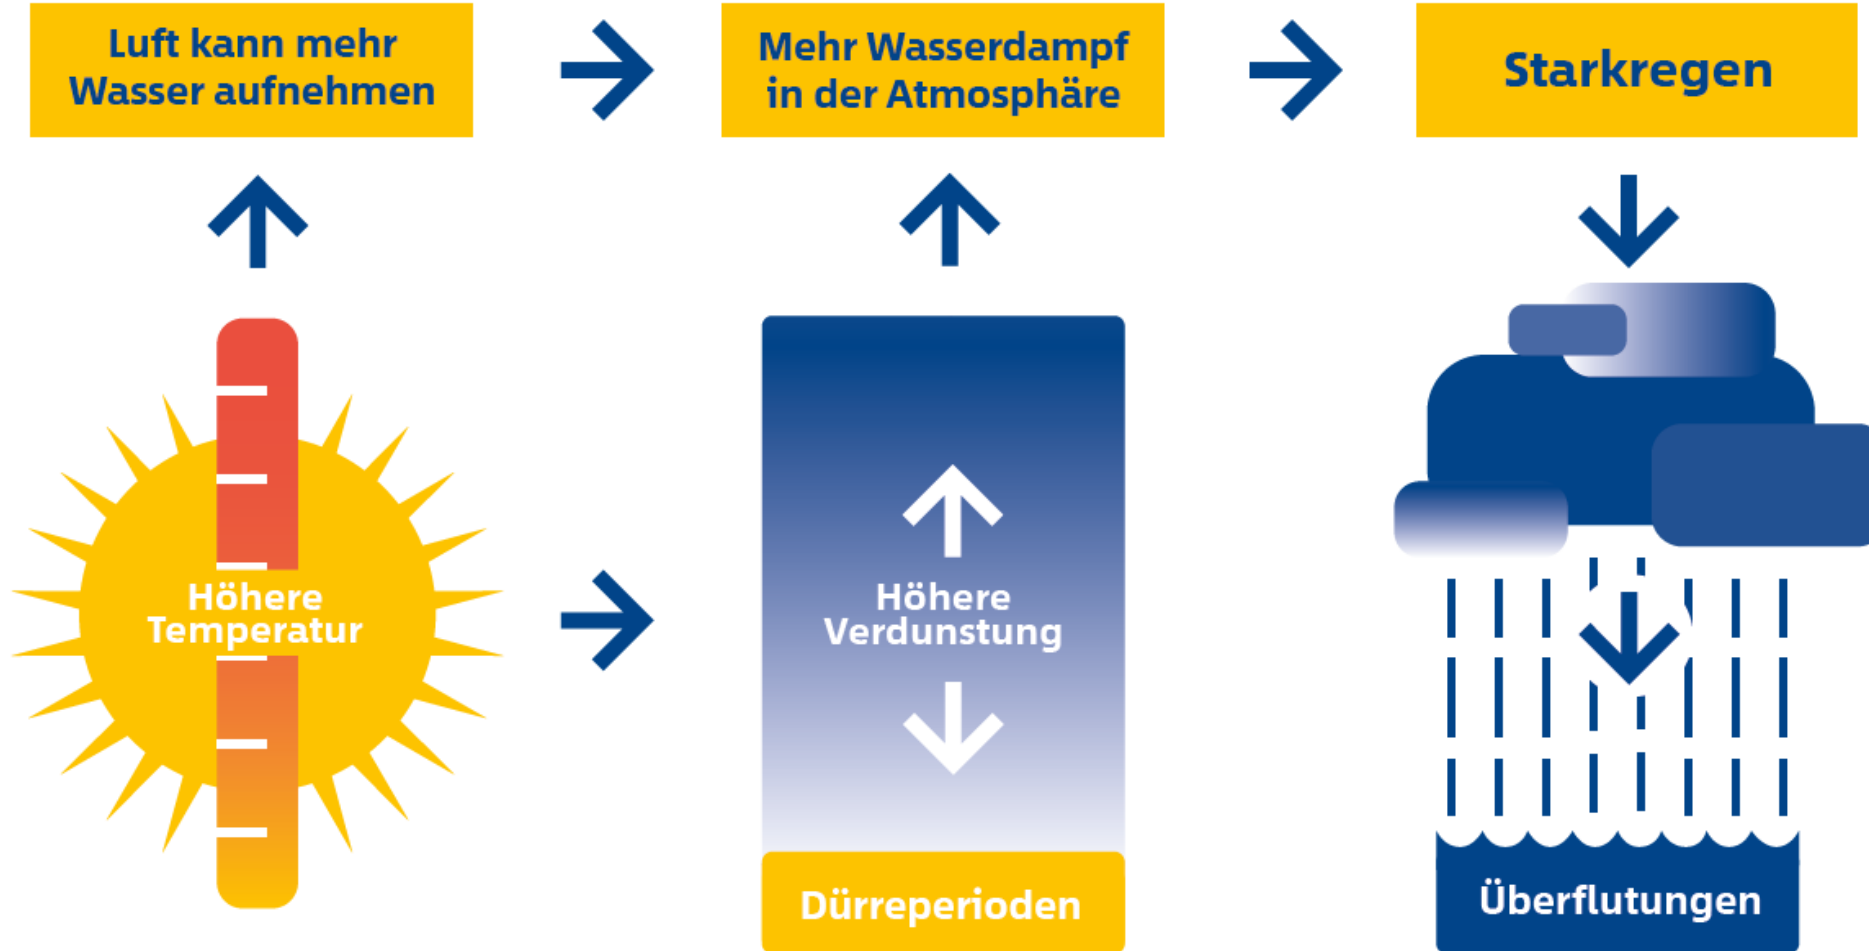 Luft kann mehr
Wasser aufnehmen
Mehr Wasserdampf
in der Atmosphäre
Starkregen
Höhere
Temperatur
Höhere
Verdunstung
Dürreperioden
Überflutungen